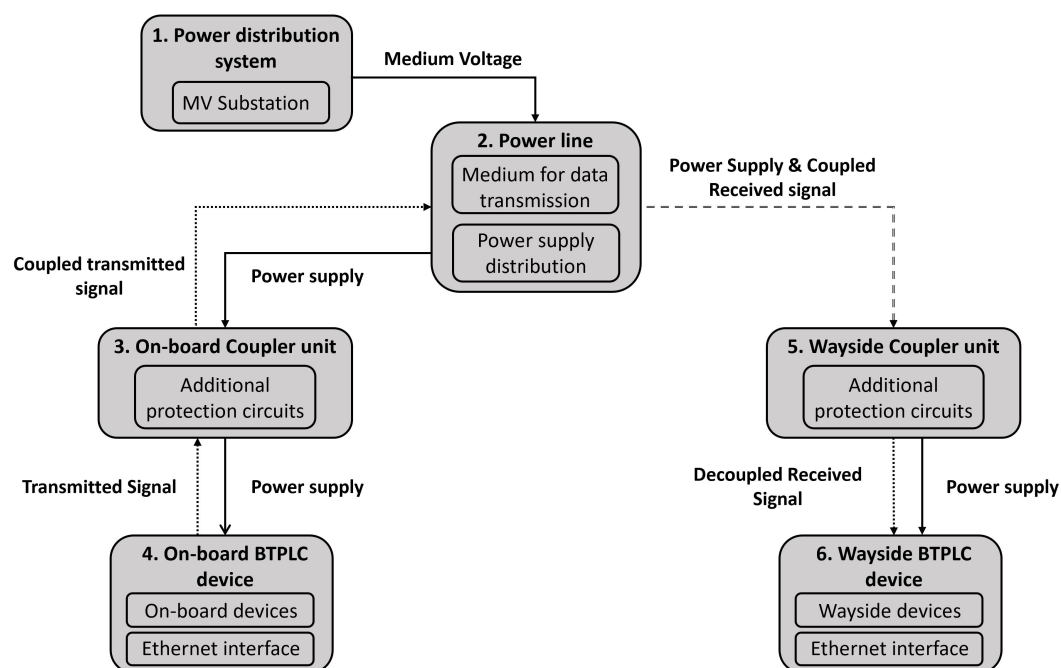 1. Power distribution
system
MV Substation
Medium Voltage
2. Power line
Medium for data
transmission
Power supply
distribution
Power Supply & Coupled
Received signal
Coupled transmitted
signal
Power supply
3. On-board Coupler unit
Additional
protection circuits
5. Wayside Coupler unit
Additional
protection circuits
Transmitted Signal
Power supply
Decoupled Received
Signal
Power supply
4. On-board BTPLC
device
On-board devices
Ethernet interface
6. Wayside BTPLC
device
Wayside devices
Ethernet interface